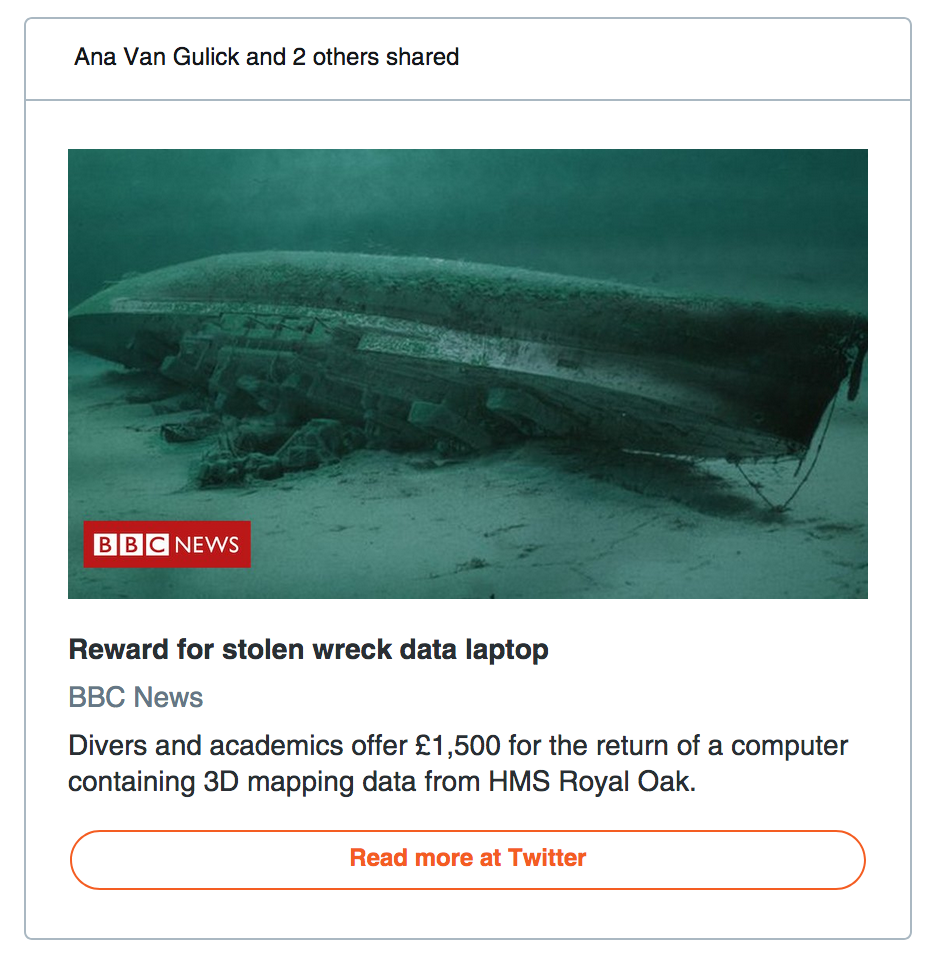 Ana Van Gulick and 2 others shared
BBC NEWS
Reward for stolen wreck data laptop
BBC News
Divers and academics offer £1,500 for the return of a computer
containing 3D mapping data from HMS Royal Oak.
Read more at Twitter